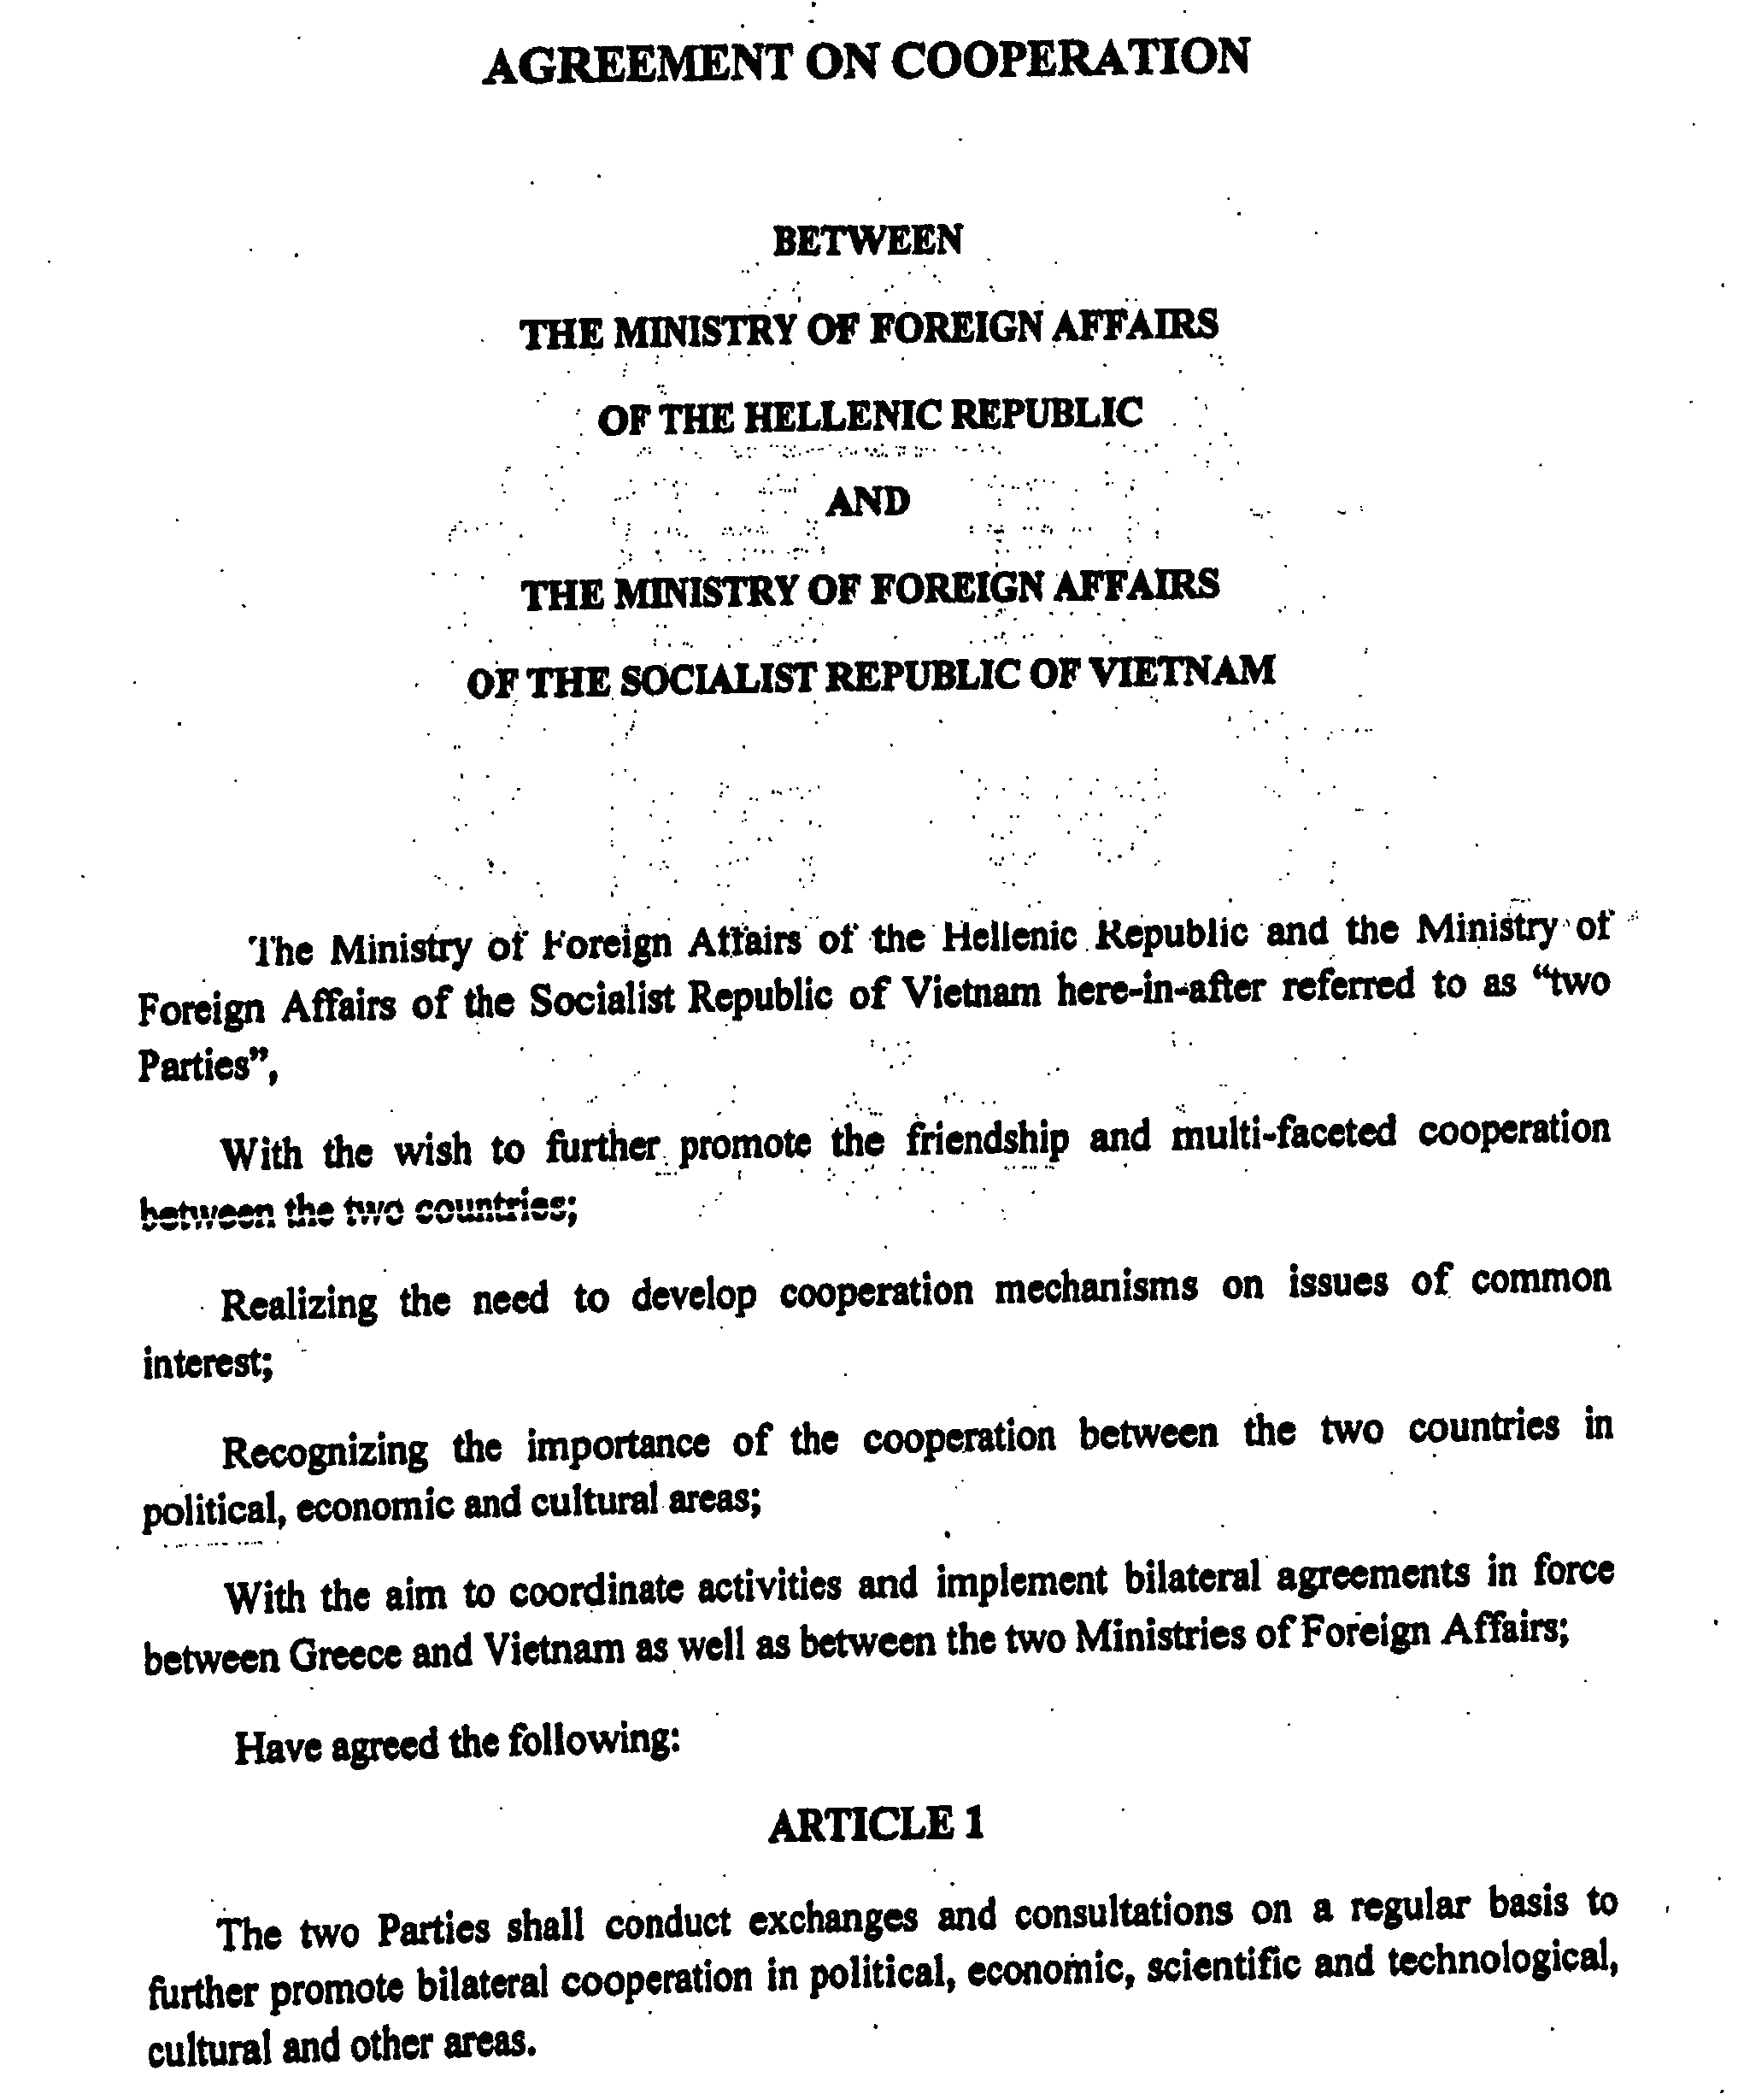 AGREEMENT ON COOPERATION
BETWEEN
THE MINISTRY OF FOREIGN AFFAIRS
OF THE HELLENIC REPUBLIC
AND
THE MINISTRY OF FOREIGN AFFAIRS
OF THE SOCIALIST REPUBLIC OF VIETNAM
The Ministry of Foreign Affairs of the Hellenic Republic and the Ministry of
Foreign Affairs of the Socialist Republic of Vietnam here-in-after referred to as “two
Parties”,
With the wish to further promote the friendship and multi-faceted cooperation
between the two countries;
Realizing the need to develop cooperation mechanisms on issues of common
interest;
Recognizing the importance of the cooperation between the two countries in
political, economic and cultural areas;
With the aim to coordinate activities and implement bilateral agreements in force
between Greece and Vietnam as well as between the two Ministries of Foreign Affairs;
Have agreed the following:
ARTICLE 1
The two Parties shall conduct exchanges and consultations on a regular basis to
further promote bilateral cooperation in political, economic, scientific and technological,
cultural and other areas.